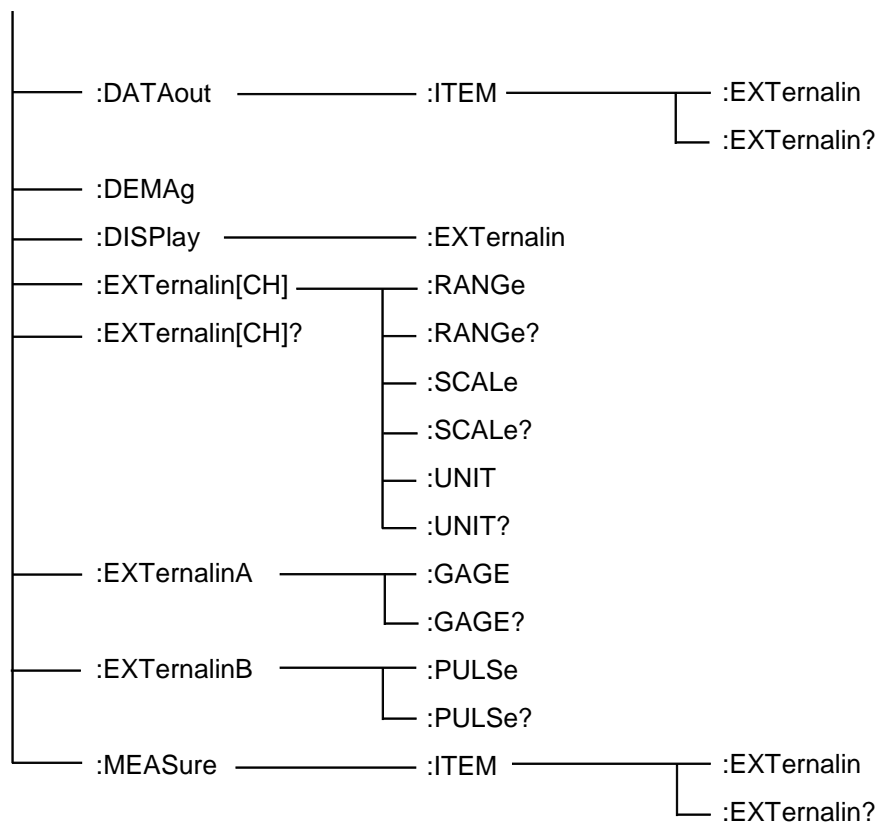 :DATAout :ITEM :EXTernalin
:EXTernalin?
:DEMAg
:DISPlay :EXTernalin
:EXTernalin[CH] :RANGe
:EXTernalin[CH]? :RANGe?
:SCALe
:SCALe?
:UNIT
:UNIT?
:EXTernalinA :GAGE
:GAGE?
:EXTernalinB :PULSe
:PULSe?
:MEASure :ITEM :EXTernalin
:EXTernalin?